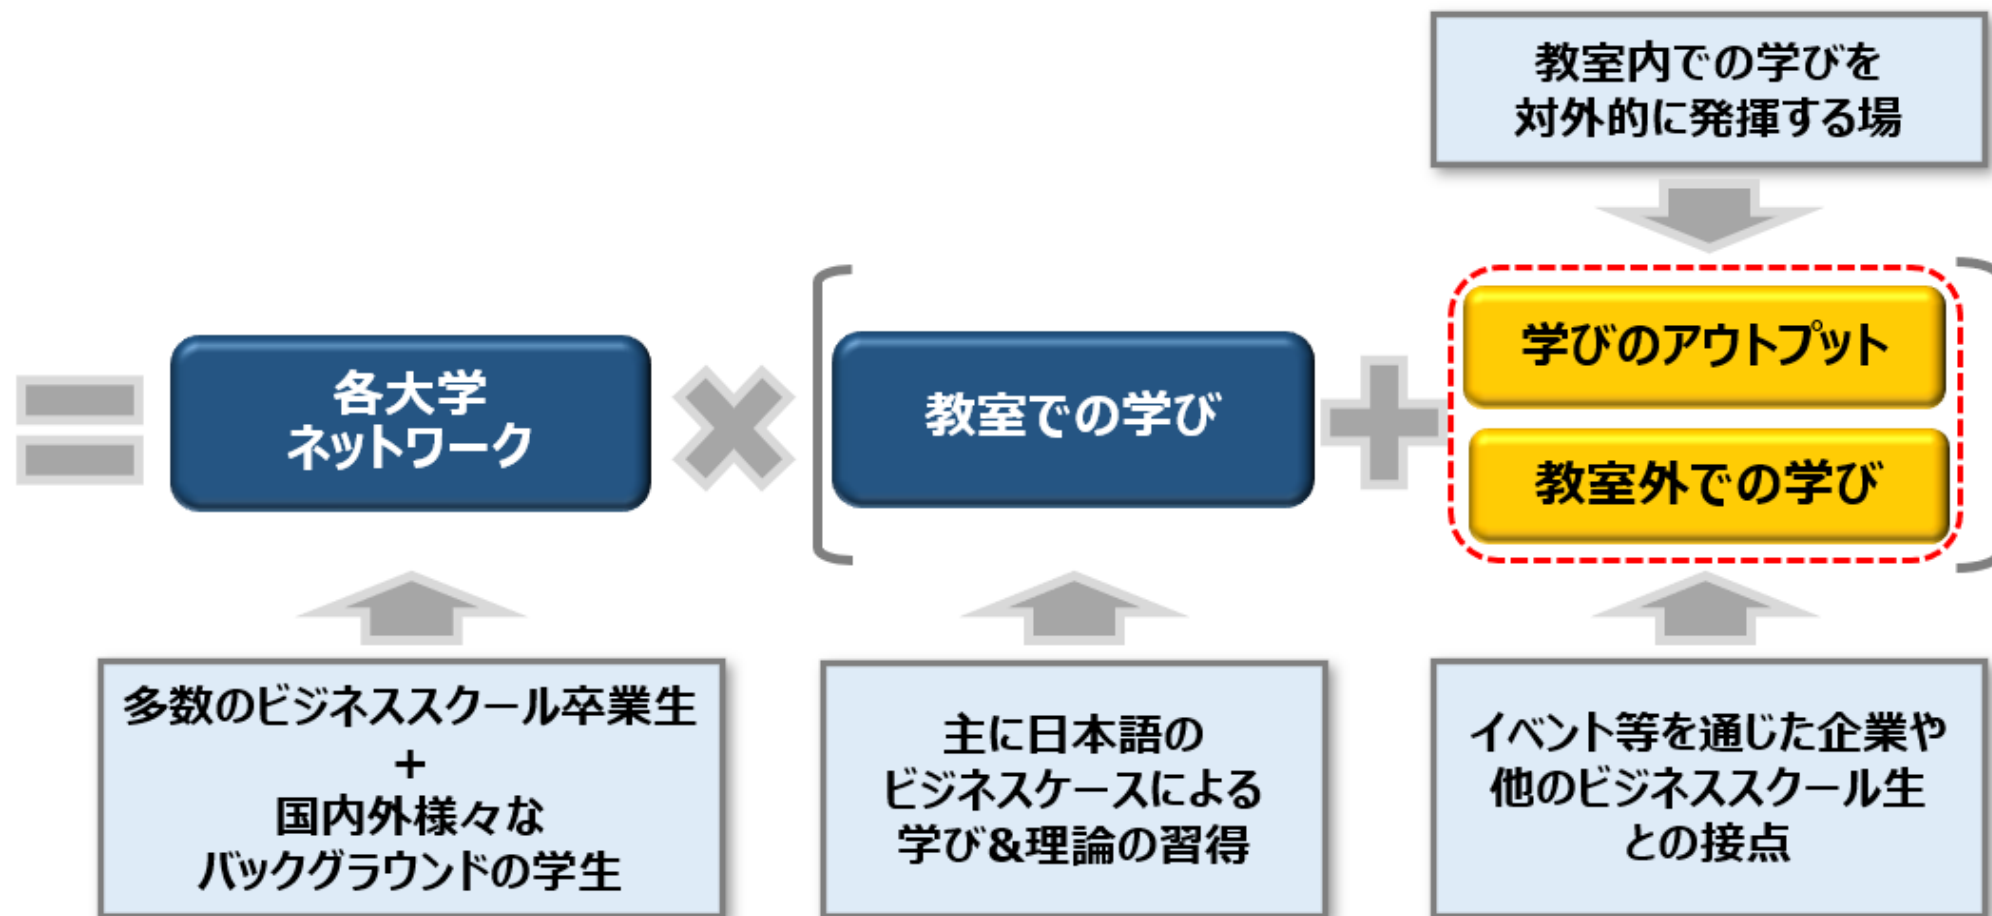 教室内での学びを
対外的に発揮する場
各大学
ネットワーク
教室での学び
学びのアウトプット
教室外での学び
多数のビジネススクール卒業生
+
国内外様々な
バックグラウンドの学生
主に日本語の
ビジネスケースによる
学び&理論の習得
イベント等を通じた企業や
他のビジネススクール生
との接点